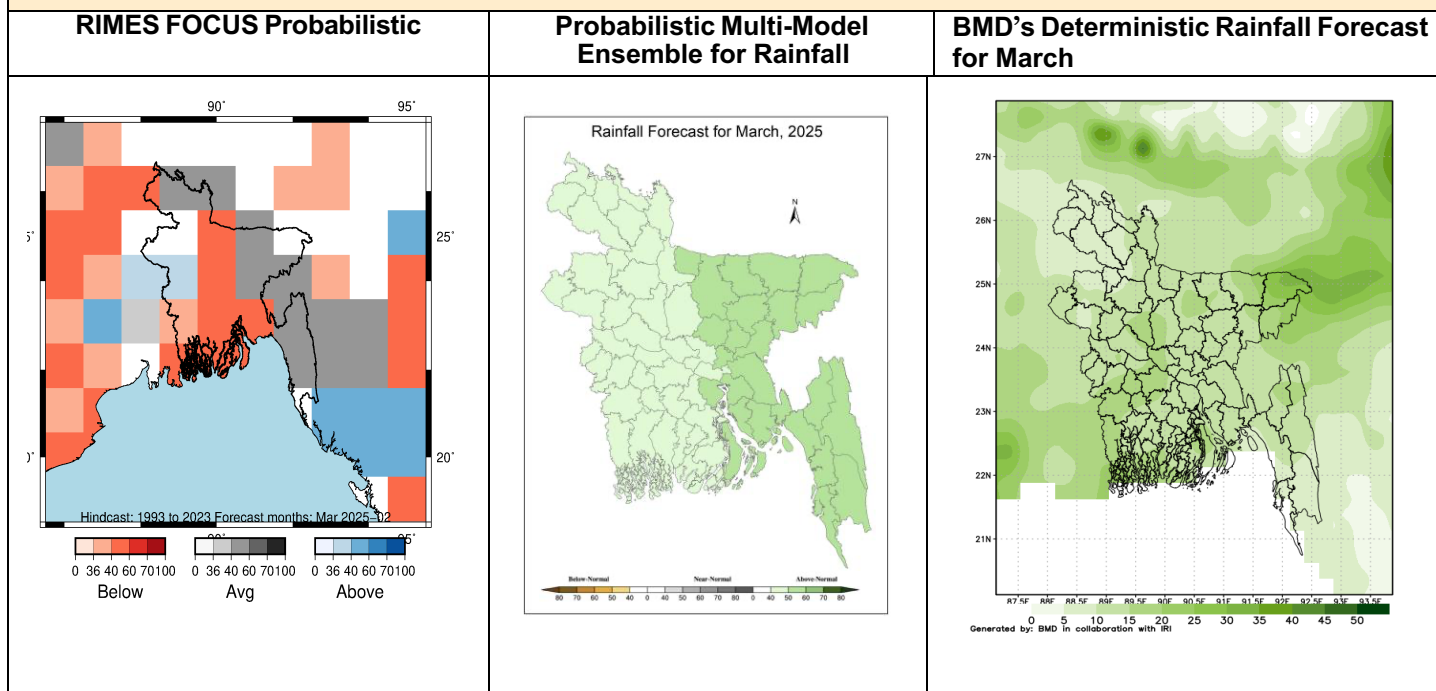 RIMES FOCUS Probabilistic
Probabilistic Multi-Model
Ensemble for Rainfall
BMD’s Deterministic Rainfall Forecast
for March
90°
95°
5°
25°
0°
20°
Hindcast: 1993 to 2023 Forecast months: Mar 2025-02
90°
95°
0 36 40 60 70100
0 36 40 60 70100
0 36 40 60 70100
Below
Avg
Above
Rainfall Forecast for March, 2025
N
Below-Normal
Near-Normal
Above-Normal
80 70 60 50 40 0 40 50 60 70 80 0 40 50 60 70 80
27N
26N
25N
24N
23N
22N
21N
87.5E 88E 88.5E 89E 89.5E 90E 90.5E 91E 91.5E 92E 92.5E 93E 93.5E
0 5 10 15 20 25 30 35 40 45 50
Generated by: BMD in collaboration with IRI